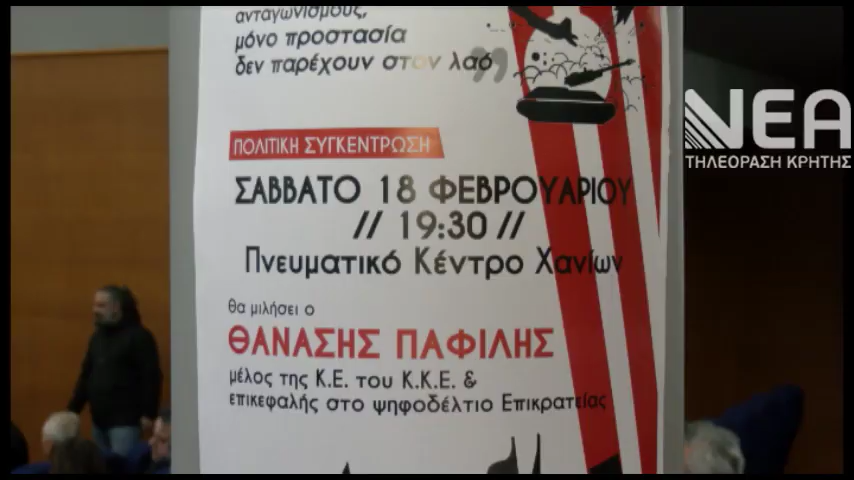 ανταγωνισμούς,
μόνο προστασία
δεν παρέχουν στον λαό”
ΠΟΛΙΤΙΚΗ ΣΥΓΚΕΝΤΡΩΣΗ
ΣΑΒΒΑΤΟ 18 ΦΕΒΡΟΥΑΡΙΟΥ
// 19:30 //
Πνευματικό Κέντρο Χανίων
θα μιλήσει ο
ΘΑΝΑΣΗΣ ΠΑΦΙΛΗΣ
μέλος της Κ.Ε. του Κ.Κ.Ε. &
επικεφαλής στο ψηφοδέλτιο Επικρατείας
ΝΕΑ
ΤΗΛΕΟΡΑΣΗ ΚΡΗΤΗΣ